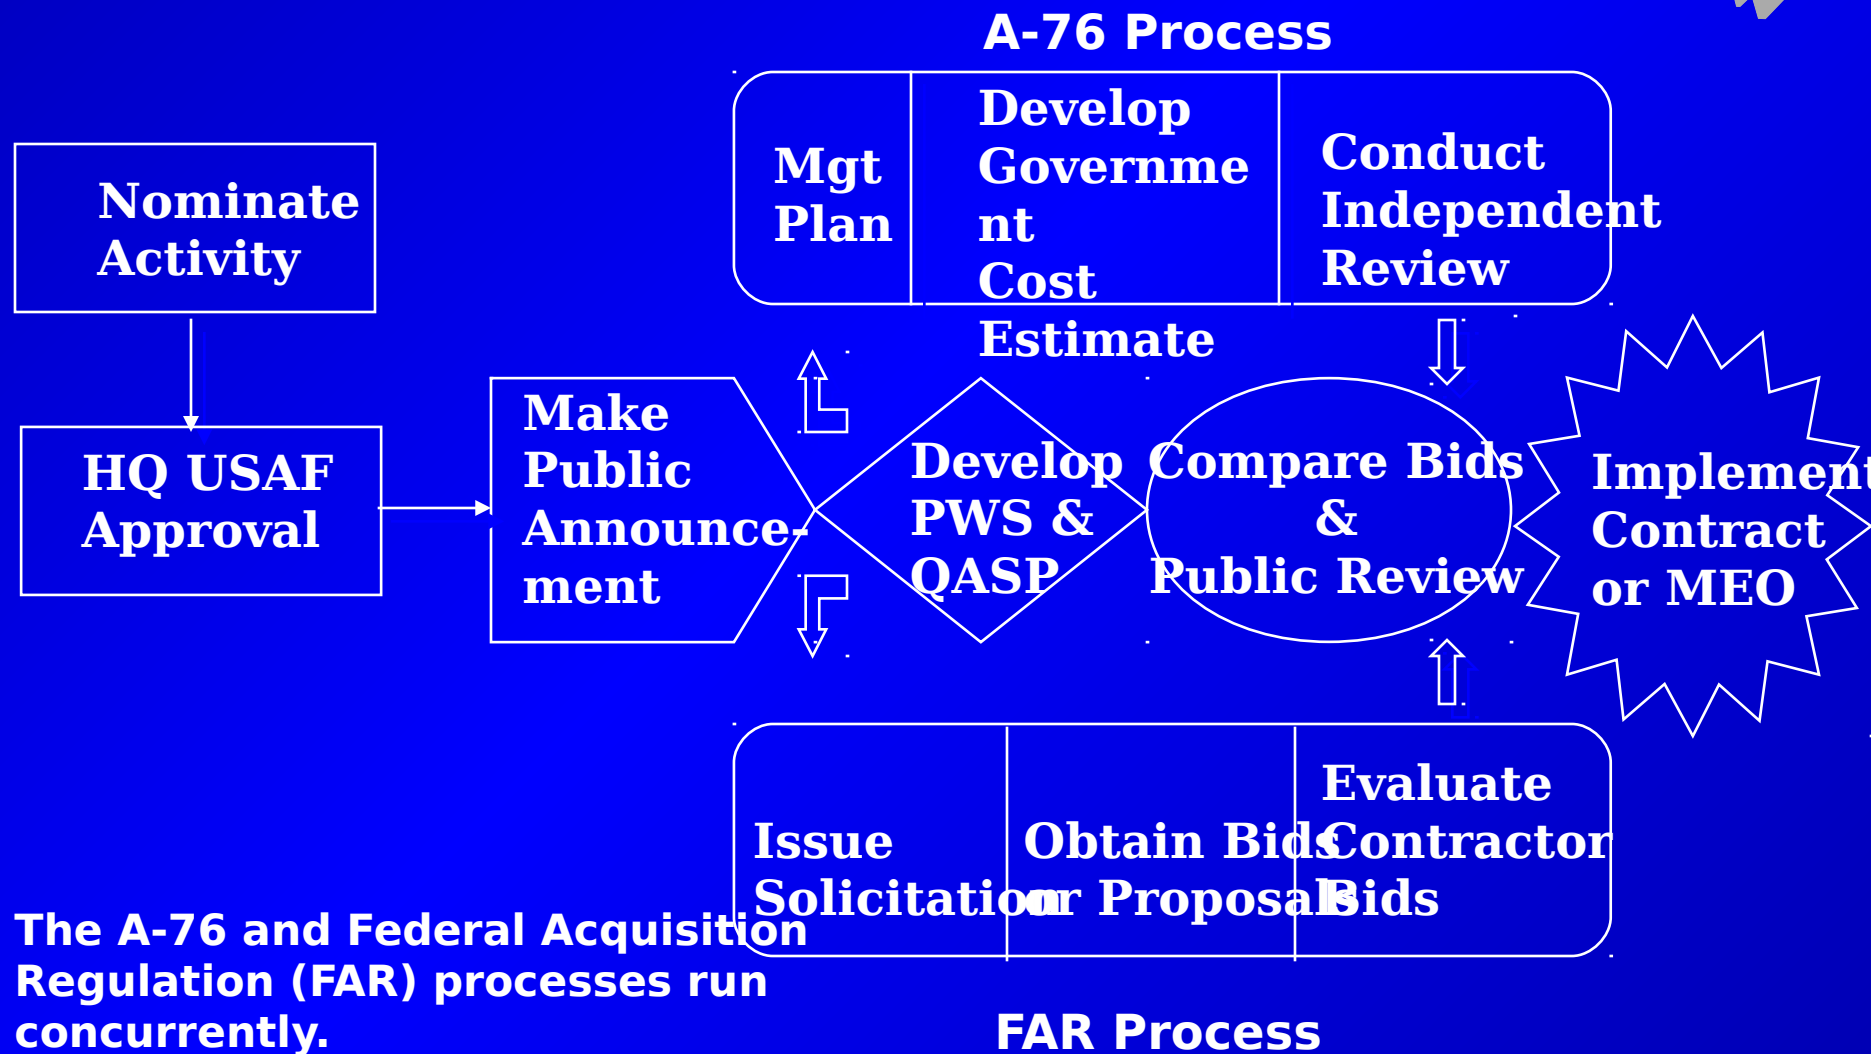 A-76 Process
Nominate
Activity
HQ USAF
Approval
Make
Public
Announce-
ment
Mgt
Plan
Develop
Governme
nt
Cost
Estimate
Conduct
Independent
Review
Develop
PWS &
QASP
Compare Bids
&
Public Review
Implement
Contract
or MEO
Issue
Solicitation
Obtain Bids
or Proposals
Evaluate
Contractor
Bids
The A-76 and Federal Acquisition
Regulation (FAR) processes run
concurrently.
FAR Process